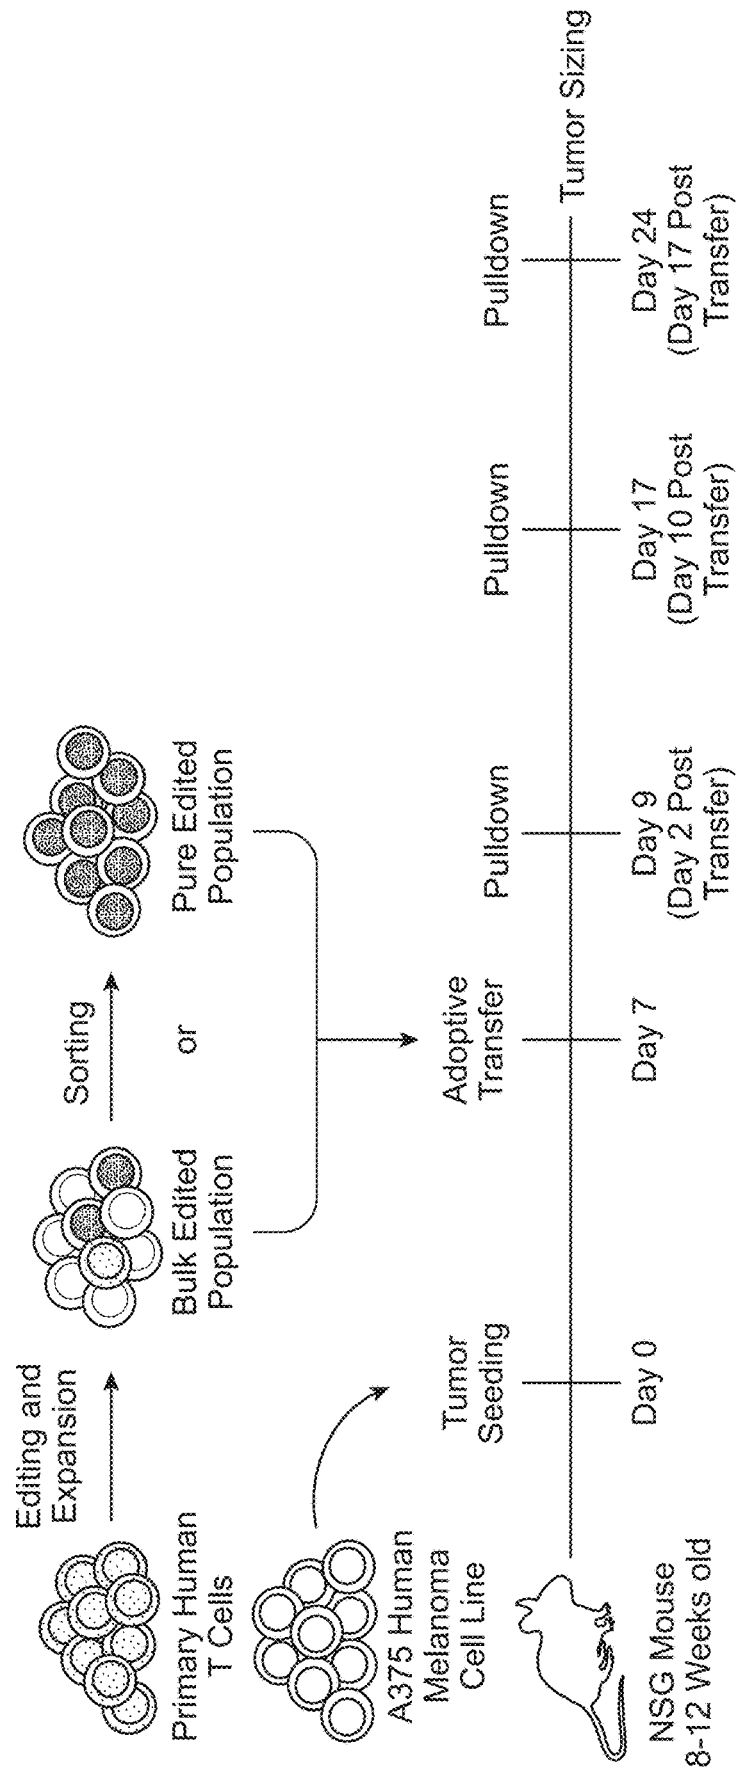 Editing and
Expansion
Sorting
Primary Human
T Cells
Bulk Edited
Population
or
Pure Edited
Population
A375 Human
Melanoma
Cell Line
Tumor
Seeding
Adoptive
Transfer
Pulldown
Pulldown
Pulldown
Tumor Sizing
NSG Mouse
8-12 Weeks old
Day 0
Day 7
Day 9
(Day 2 Post
Transfer)
Day 17
(Day 10 Post
Transfer)
Day 24
(Day 17 Post
Transfer)